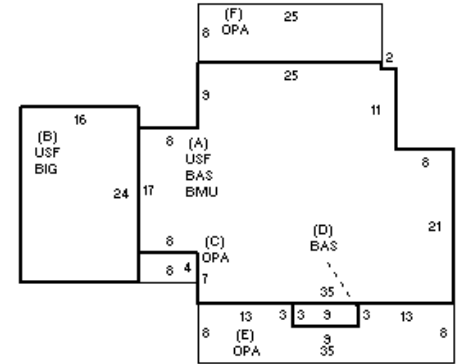 (F)
OPA
25
8
2
25
9
11
16
(B)
USF
BIG
8
(A)
USF
BAS
BMU
8
24
17
21
(D)
BAS
8
(C)
OPA
8
4
7
35
13
3
3
9
3
13
8
(E)
OPA
9
35
8